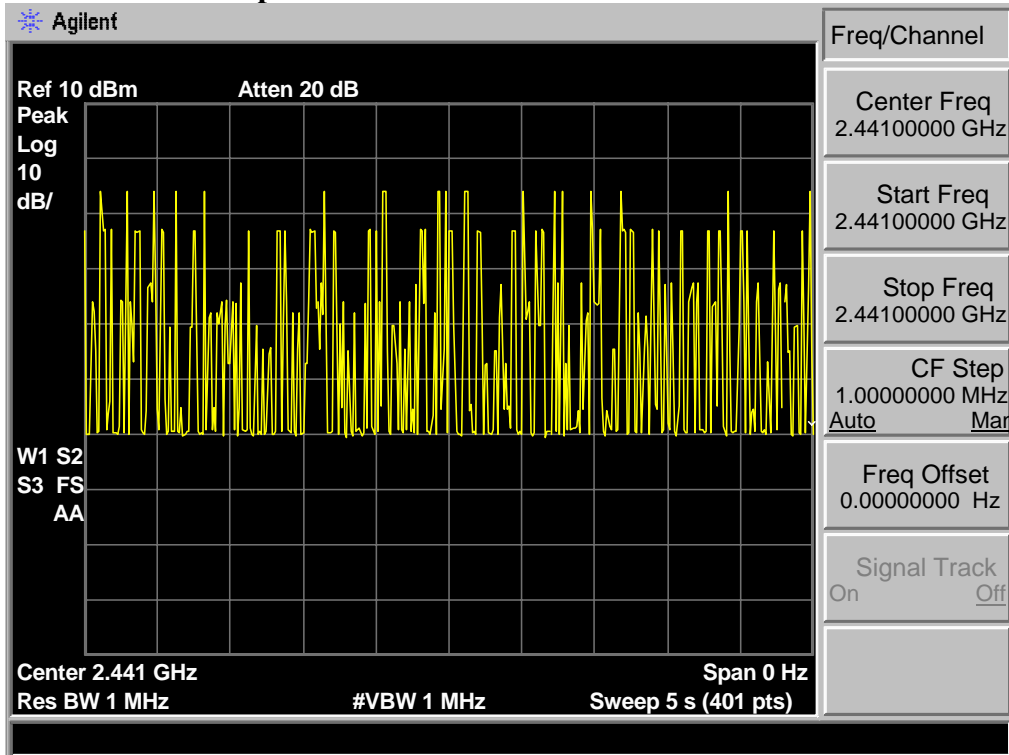 Agilent
Ref 10 dBm Atten 20 dB
Peak
Log
10
dB/
W1 S2
S3 FS
AA
Center 2.441 GHz Span 0 Hz
Res BW 1 MHz #VBW 1 MHz Sweep 5 s (401 pts)
Freq/Channel
Center Freq
2.44100000 GHz
Start Freq
2.44100000 GHz
Stop Freq
2.44100000 GHz
CF Step
1.00000000 MHz
Auto Man
Freq Offset
0.00000000 Hz
Signal Track
On Off